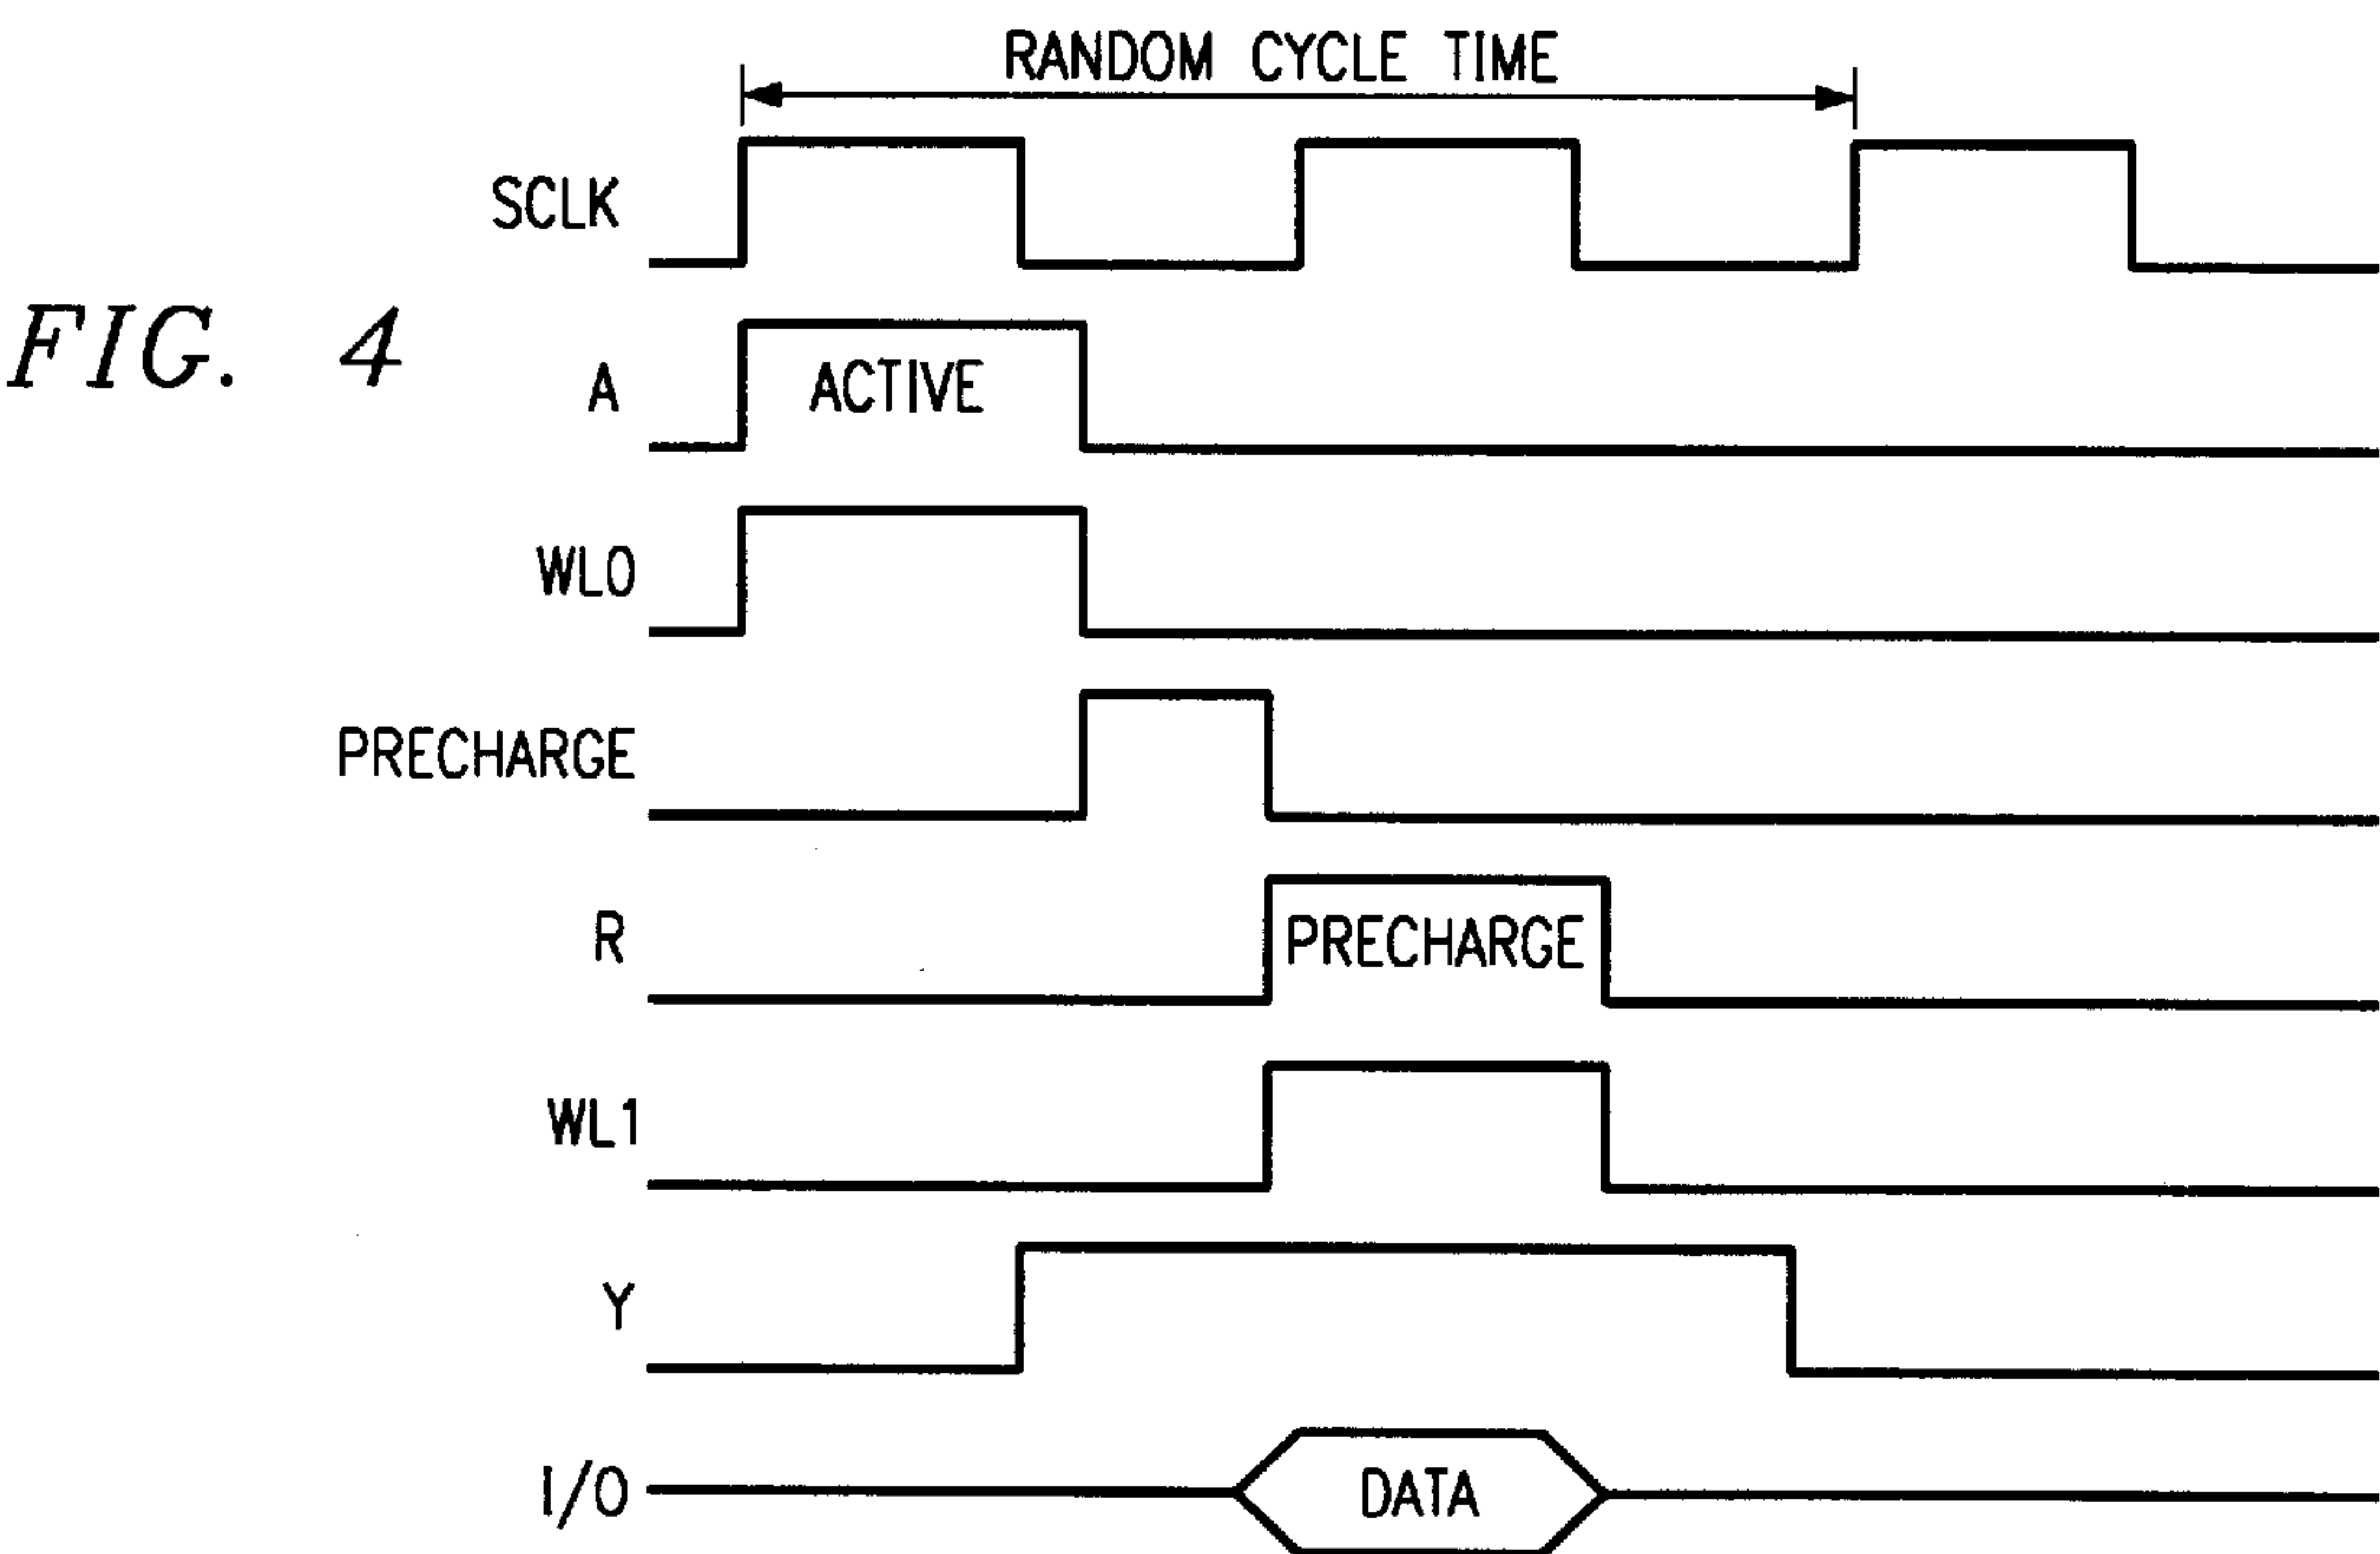 RANDOM CYCLE TIME
SCLK
FIG. 4
A ACTIVE
WL0
PRECHARGE
R PRECHARGE
WL1
Y
I/O DATA